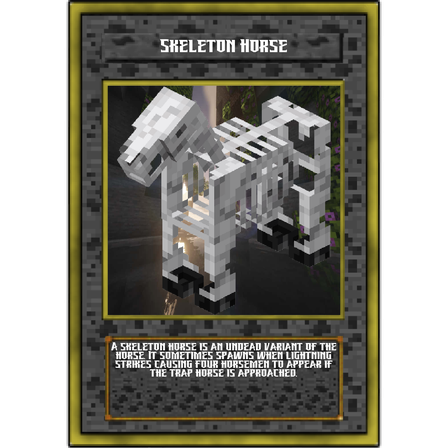 SKELETON HORSE
A SKELETON HORSE IS AN UNDEAD VARIANT OF THE
HORSE. IT SOMETIMES SPAWNS WHEN LIGHTNING
STRIKES CAUSING FOUR HORSEMEN TO APPEAR IF
THE TRAP HORSE IS APPROACHED.